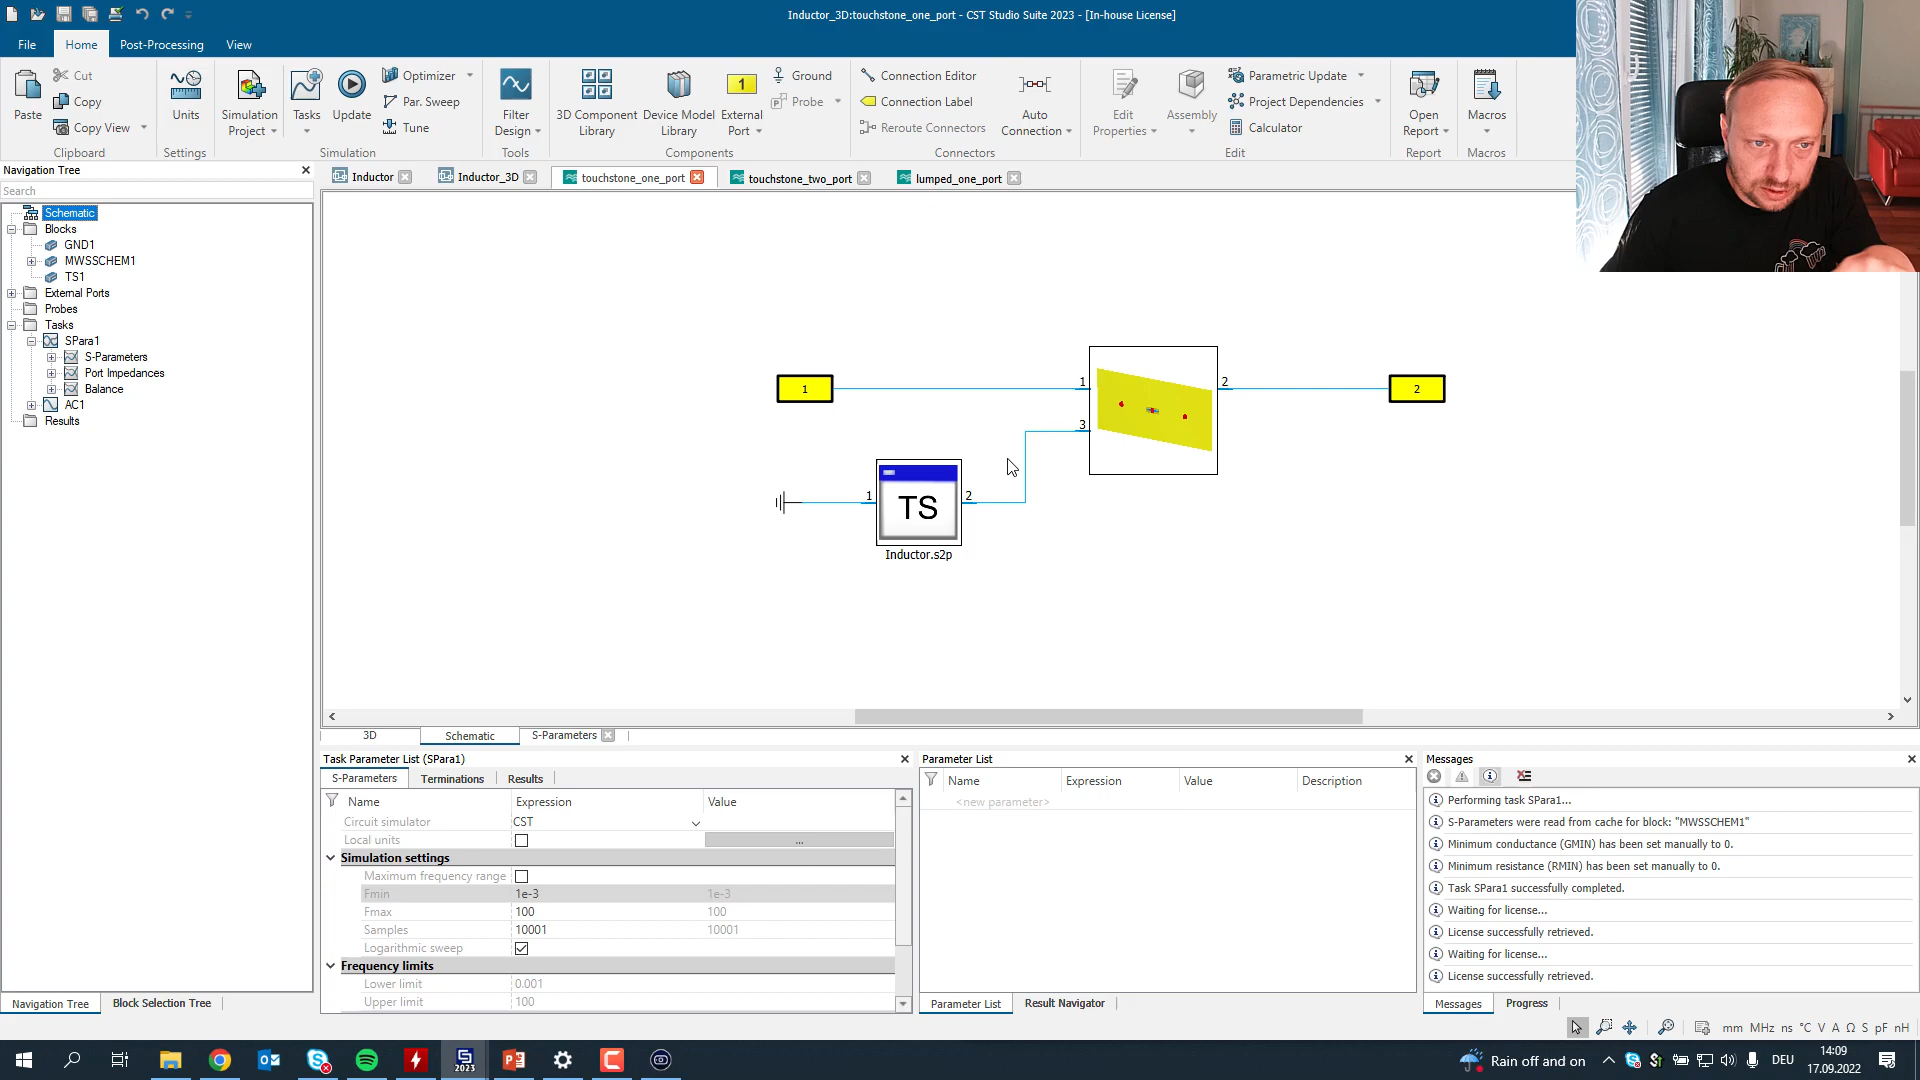 Inductor_3D:touchstone_one_port - CST Studio Suite 2023 - [In-house License]
File Home Post-Processing View
Paste
Cut
Copy
Copy View
Clipboard
Units
Settings
Simulation
Project
Tasks
Update
Optimizer
Par. Sweep
Tune
Simulation
Filter
Design
Tools
3D Component
Library
Device Model
Library
1
External
Port
Ground
Probe
Components
Connection Editor
Connection Label
Reroute Connectors
Auto
Connection
Connectors
Edit
Properties
Assembly
Parametric Update
Project Dependencies
Calculator
Edit
Open
Report
Report
Macros
Macros
Navigation Tree
Search
Schematic
Blocks
GND1
MWSSCHEM1
TS1
External Ports
Probes
Tasks
SPara1
S-Parameters
Port Impedances
Balance
AC1
Results
Navigation Tree Block Selection Tree
Inductor Inductor_3D touchstone_one_port touchstone_two_port lumped_one_port
1 1 2 2
3
1 TS 2
Inductor.s2p
3D Schematic S-Parameters
Task Parameter List (SPara1)
S-Parameters Terminations Results
Name Expression Value
Circuit simulator CST
Local units ...
Simulation settings
Maximum frequency range
Fmin 1e-3 1e-3
Fmax 100 100
Samples 10001 10001
Logarithmic sweep
Frequency limits
Lower limit 0.001
Upper limit 100
Parameter List
Name Expression Value Description
<new parameter>
Parameter List Result Navigator
Messages
Performing task SPara1...
S-Parameters were read from cache for block: "MWSSCHEM1"
Minimum conductance (GMIN) has been set manually to 0.
Minimum resistance (RMIN) has been set manually to 0.
Task SPara1 successfully completed.
Waiting for license...
License successfully retrieved.
Waiting for license...
License successfully retrieved.
Messages Progress
mm MHz ns °C V A Ω S pF nH
2023
Rain off and on
DEU
14:09
17.09.2022